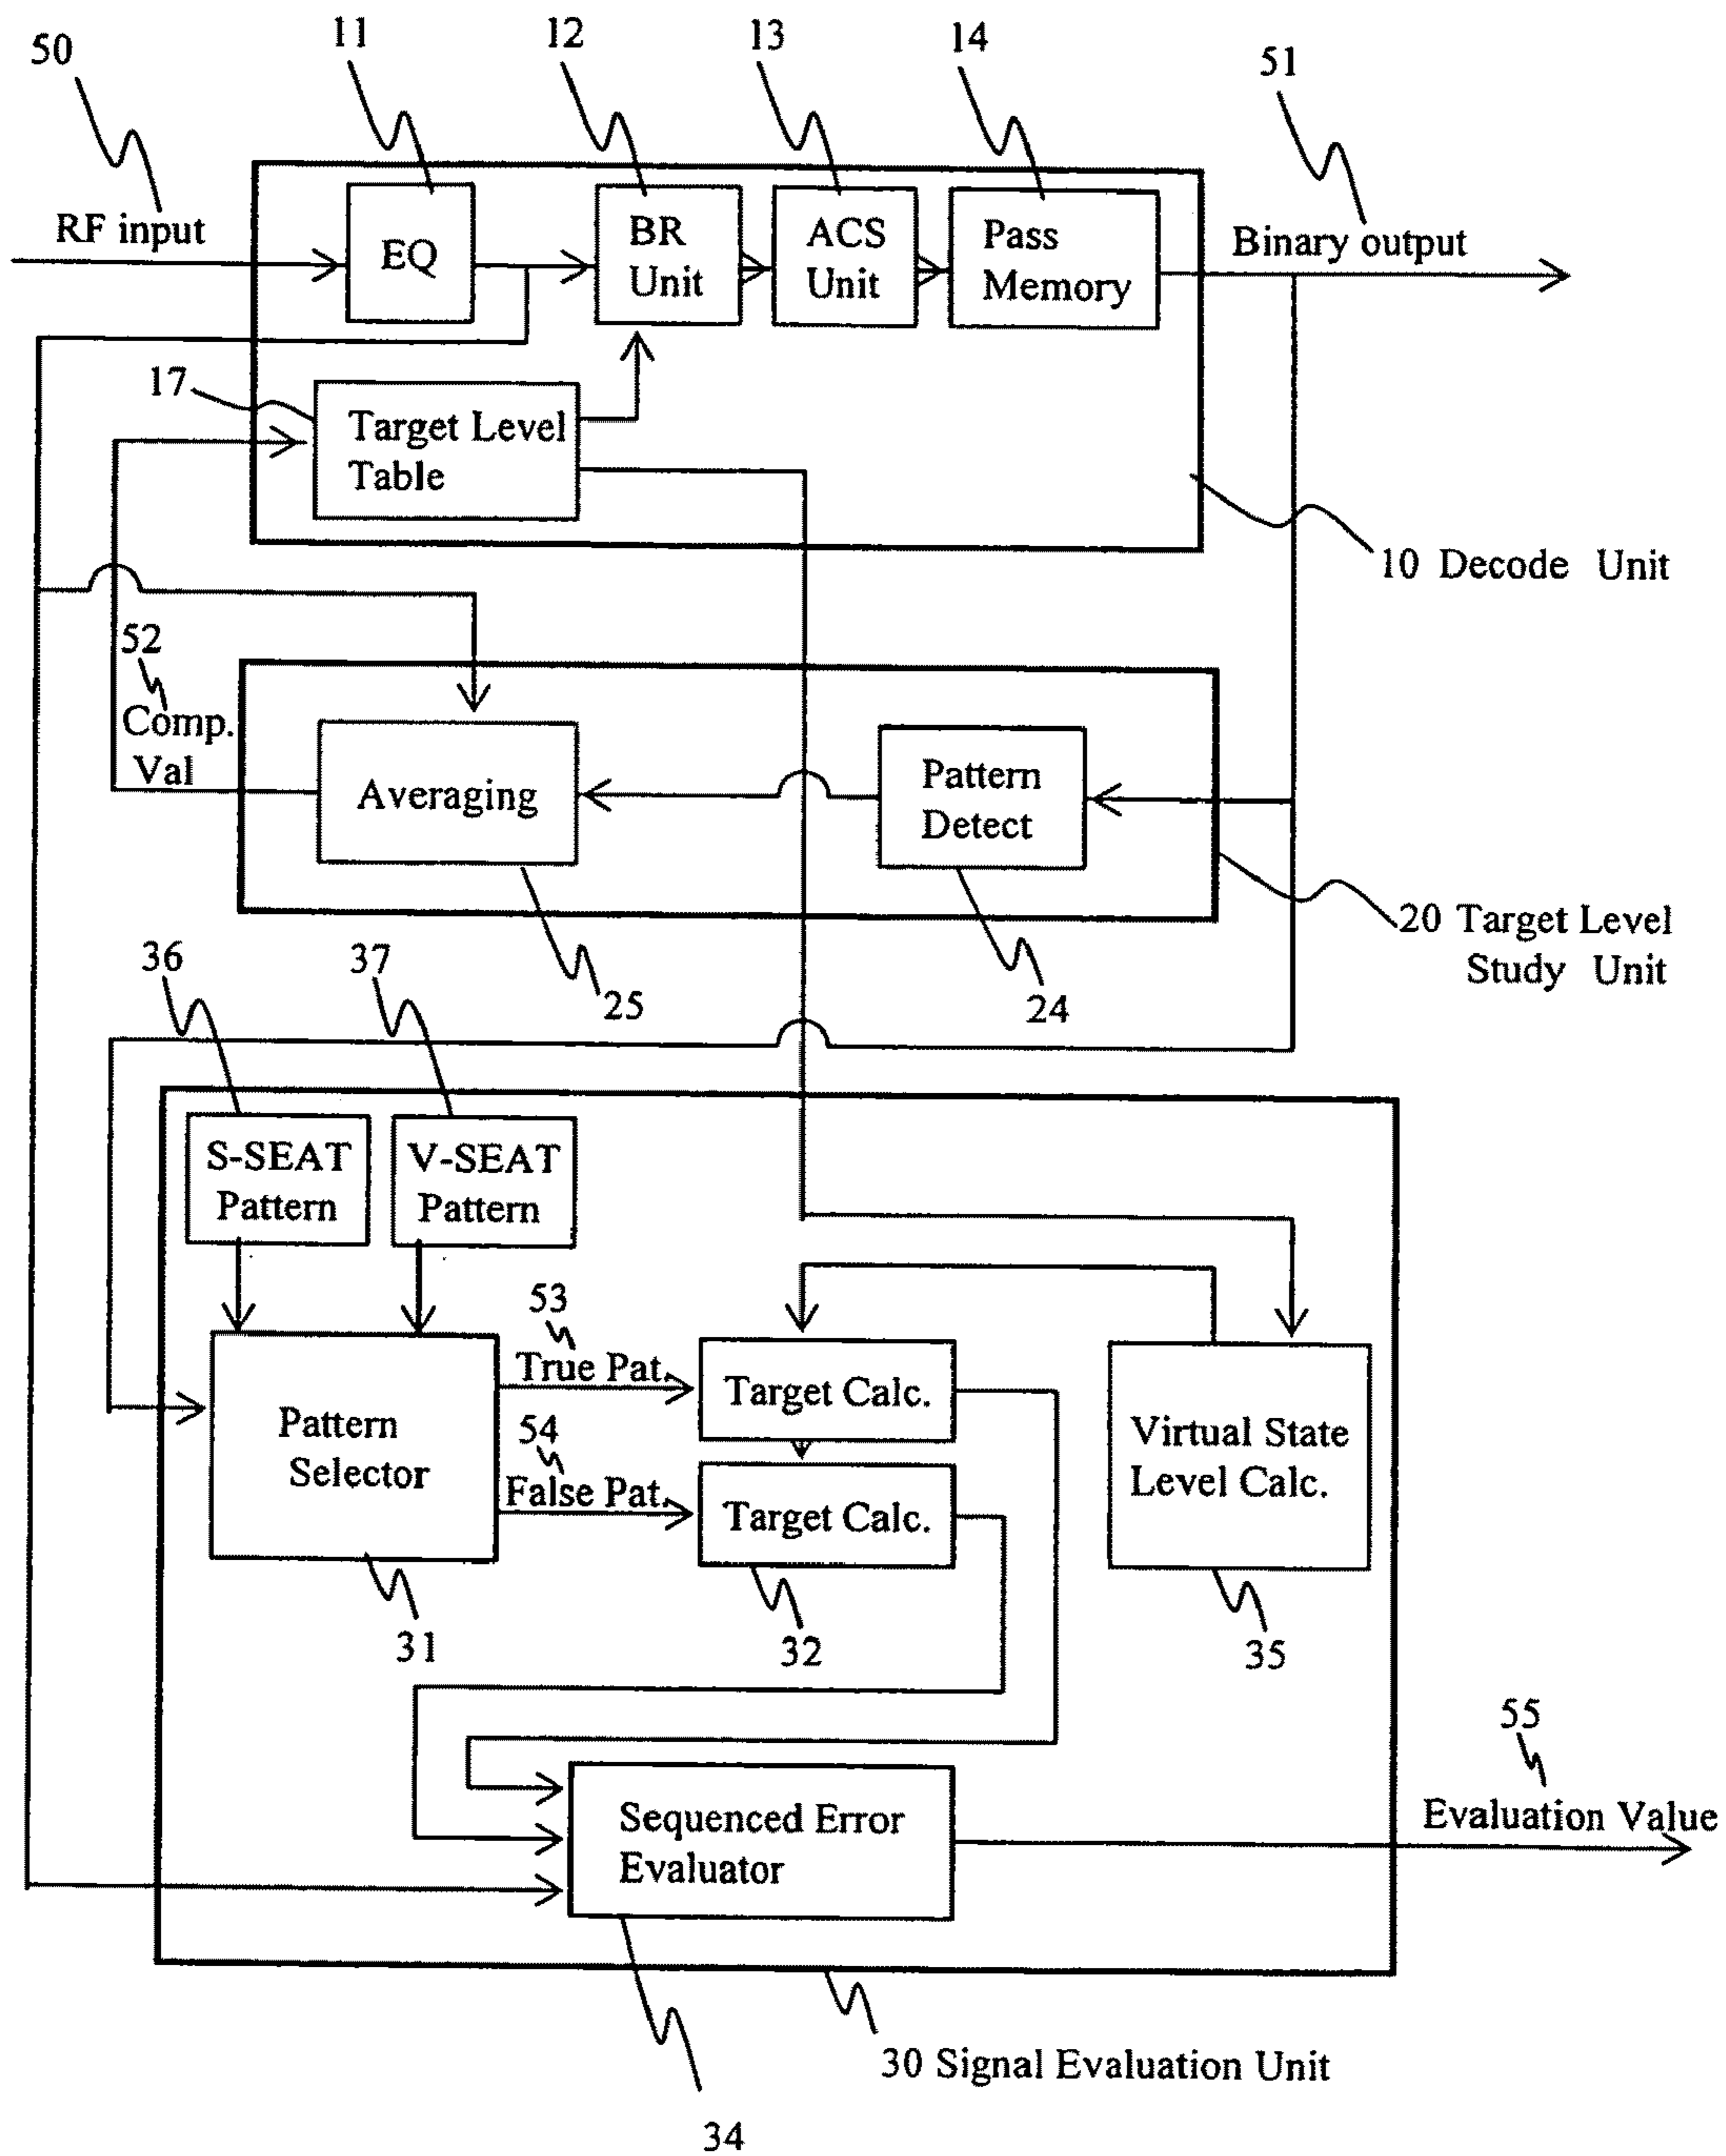 50
11
12
13
14
51
RF input
EQ
BR
Unit
ACS
Unit
Pass
Memory
Binary output
17
Target Level
Table
10 Decode Unit
52
Comp.
Val
Averaging
Pattern
Detect
20 Target Level
Study Unit
25
24
36
37
S-SEAT
Pattern
V-SEAT
Pattern
53
True Pat.
Target Calc.
Pattern
Selector
54
False Pat.
Target Calc.
Virtual State
Level Calc.
31
32
35
55
Evaluation Value
Sequenced Error
Evaluator
30 Signal Evaluation Unit
34